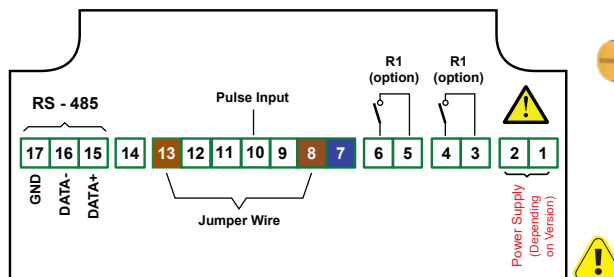 R1
(option)
R1
(option)
RS - 485
Pulse Input
17 16 15 14 13 12 11 10 9 8 7 6 5 4 3 2 1
GND
DATA-
DATA+
Jumper Wire
Power Supply
(Depending
on Version)